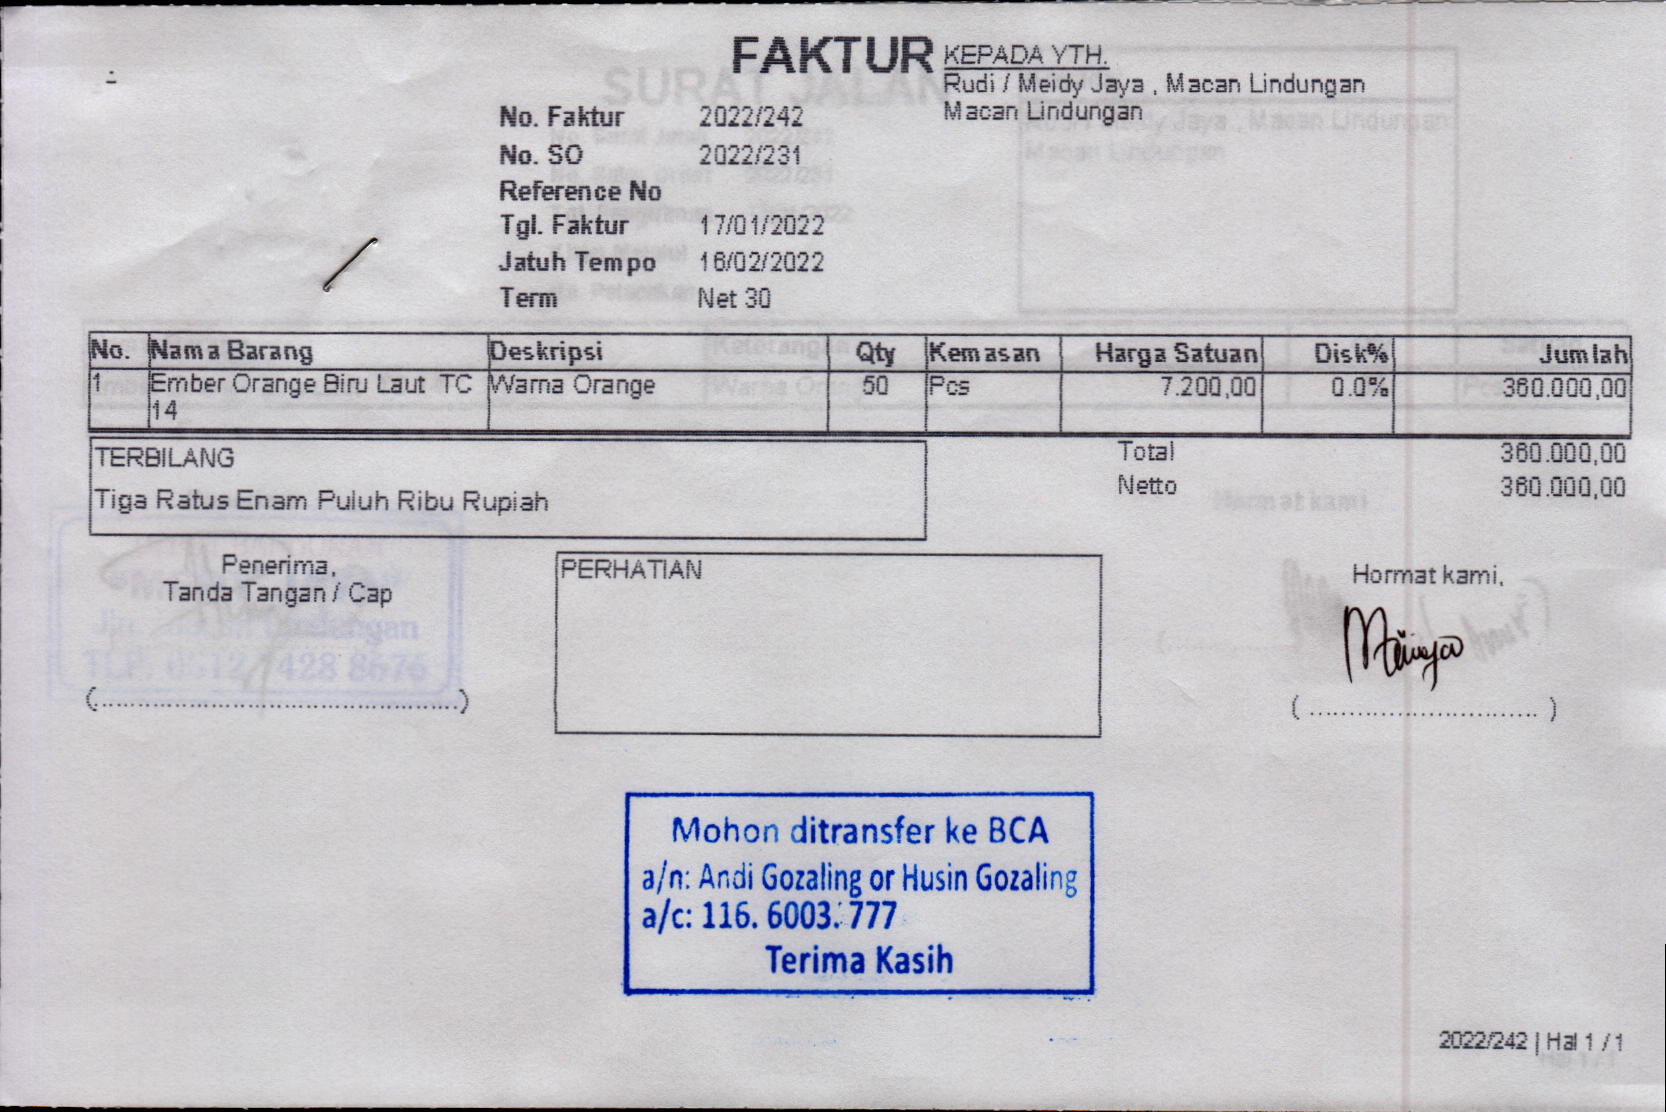 FAKTUR
KEPADA YTH.
Rudi / Meidy Jaya , Macan Lindungan
Macan Lindungan
No. Faktur 2022/242
No. SO 2022/231
Reference No
Tgl. Faktur 17/01/2022
Jatuh Tempo 16/02/2022
Term Net 30
No. Nama Barang Deskripsi Qty Kemasan Harga Satuan Disk% Jumlah
1 Ember Orange Biru Laut TC Warna Orange 50 Pcs 7.200,00 0.0% 360.000,00
14
TERBILANG
Tiga Ratus Enam Puluh Ribu Rupiah
Total 360.000,00
Netto 360.000,00
Penerima,
Tanda Tangan / Cap
PERHATIAN
Hormat kami,
Mohon ditransfer ke BCA
a/n: Andi Gozaling or Husin Gozaling
a/c: 116. 6003. 777
Terima Kasih
2022/242 | Hal 1 / 1